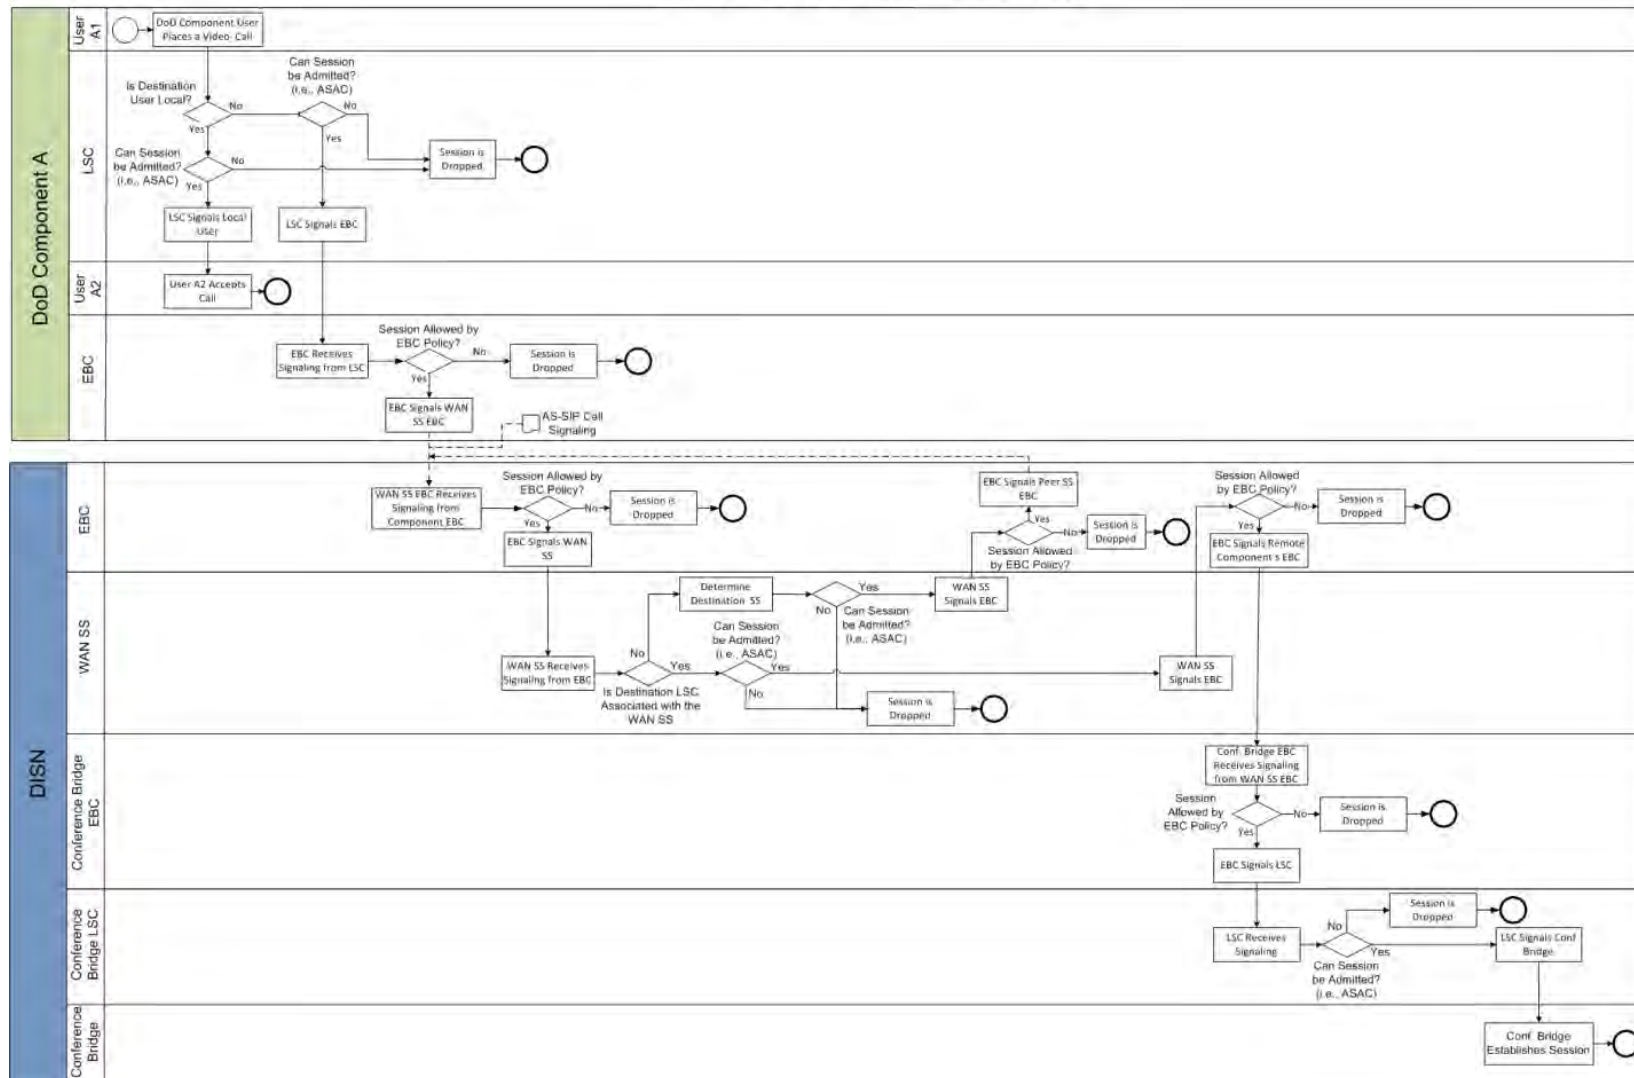 DoD Component A
User
A1
DoD Component User
Places a Video Call
LSC
Is Destination
User Local?
No
Yes
Can Session
be Admitted?
(i.e., ASAC)
No
Yes
Can Session
be Admitted?
(i.e., ASAC)
No
Yes
Session is
Dropped
LSC Signals Local
User
LSC Signals EBC
User
A2
User A2 Accepts
Call
EBC
EBC Receives
Signaling from LSC
Session Allowed by
EBC Policy?
No
Yes
Session is
Dropped
EBC Signals WAN
SS EBC
AS-SIP Call
Signaling
DISN
EBC
WAN SS EBC Receives
Signaling from
Component EBC
Session Allowed by
EBC Policy?
No
Yes
Session is
Dropped
EBC Signals WAN
SS
EBC Signals Peer SS
EBC
Yes
No
Session Allowed
by EBC Policy?
Session is
Dropped
Session Allowed
by EBC Policy?
No
Yes
Session is
Dropped
EBC Signals Remote
Component's EBC
WAN SS
WAN SS Receives
Signaling from EBC
No
Yes
Is Destination LSC
Associated with the
WAN SS
Determine
Destination SS
Yes
No
Can Session
be Admitted?
(i.e., ASAC)
Can Session
be Admitted?
(i.e., ASAC)
Yes
No
WAN SS
Signals EBC
WAN SS
Signals EBC
Session is
Dropped
Conference Bridge
EBC
Conf. Bridge EBC
Receives Signaling
from WAN SS EBC
Session
Allowed by
EBC Policy?
No
Yes
Session is
Dropped
EBC Signals LSC
Conference
Bridge LSC
LSC Receives
Signaling
No
Yes
Can Session
be Admitted?
(i.e., ASAC)
Session is
Dropped
LSC Signals Conf
Bridge
Conference
Bridge
Conf. Bridge
Establishes Session